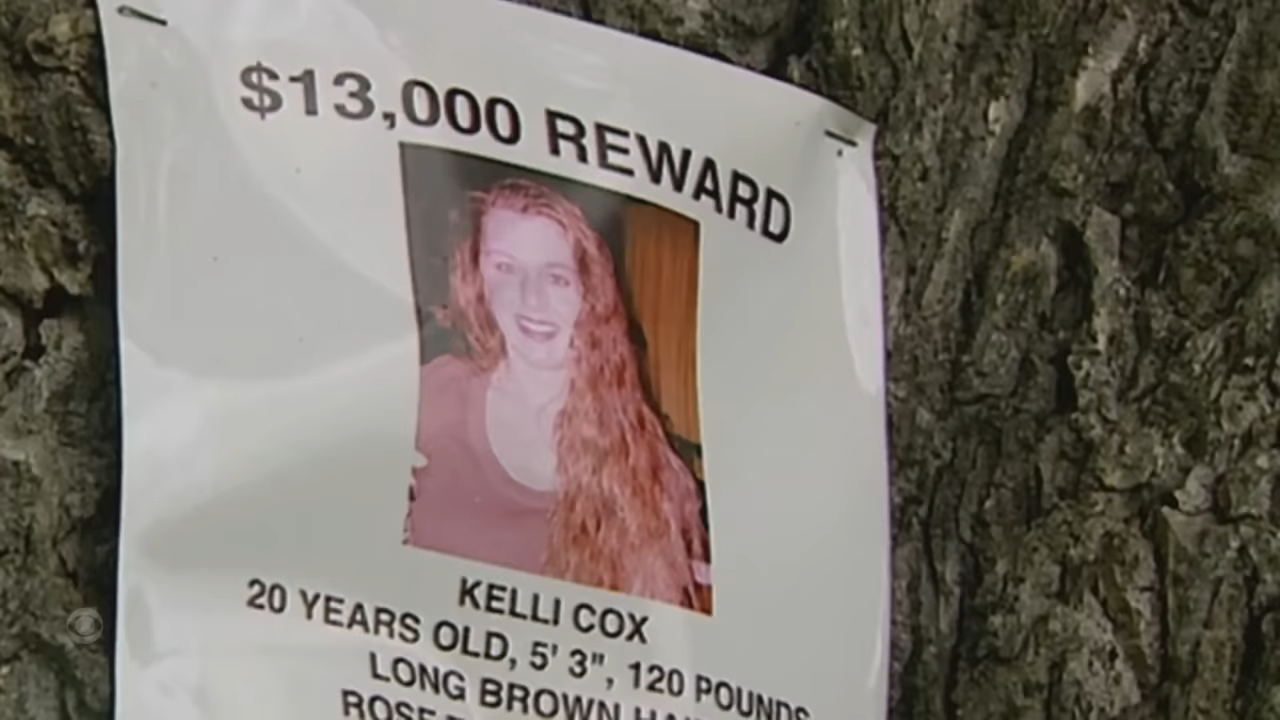 $13,000 REWARD
KELLI COX
20 YEARS OLD, 5' 3", 120 POUNDS
LONG BROWN